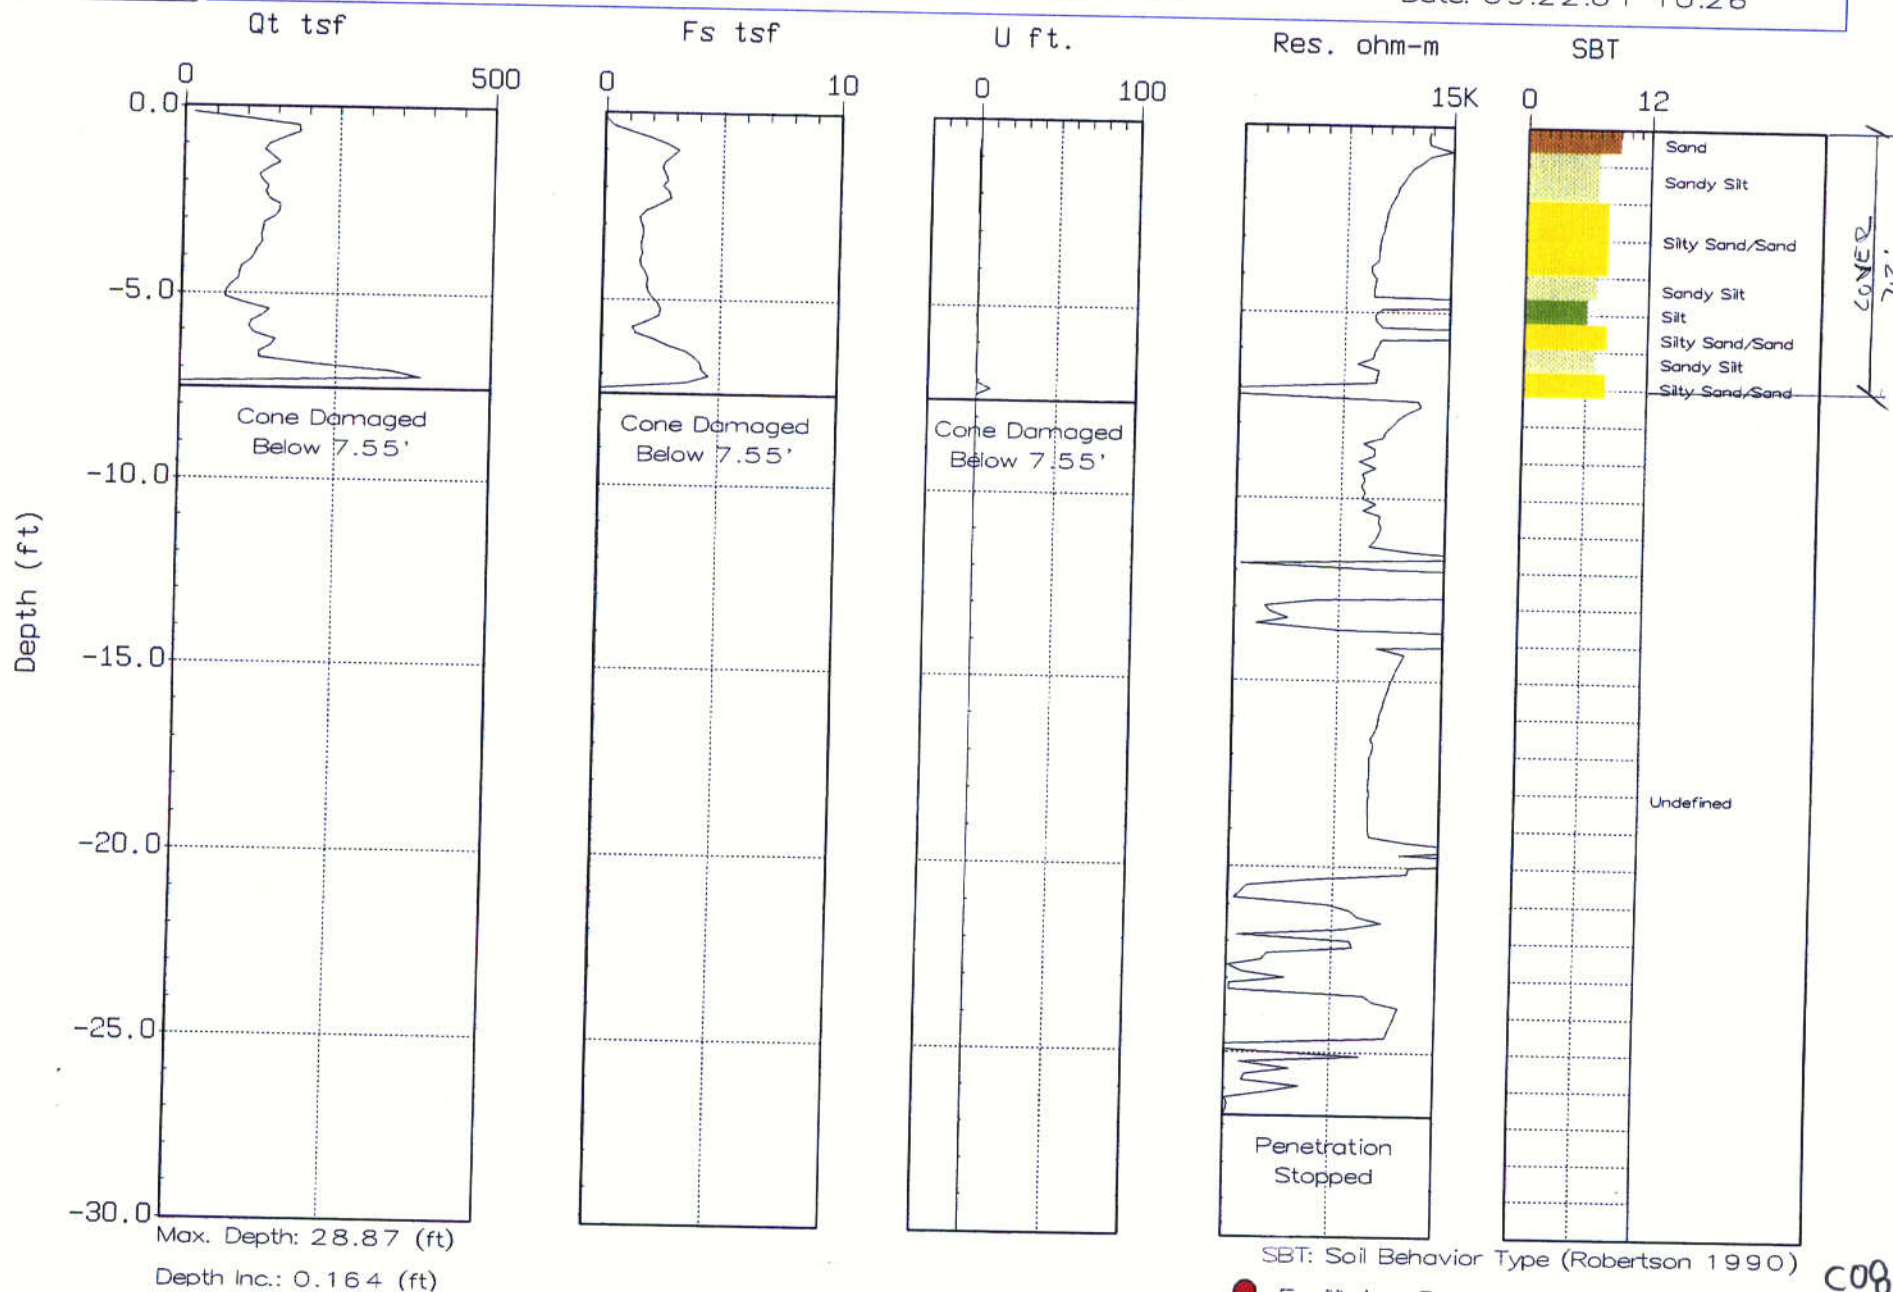 Qt tsf
Fs tsf
U ft.
Res. ohm-m
SBT
0 500
0 10
0 100
15K
0 12
0.0
-5.0
-10.0
-15.0
-20.0
-25.0
-30.0
Depth (ft)
Cone Damaged
Below 7.55'
Cone Damaged
Below 7.55'
Cone Damaged
Below 7.55'
Penetration
Stopped
Sand
Sandy Silt
Silty Sand/Sand
Sandy Silt
Silt
Silty Sand/Sand
Sandy Silt
Silty Sand/Sand
Undefined
COVER
Max. Depth: 28.87 (ft)
Depth Inc.: 0.164 (ft)
SBT: Soil Behavior Type (Robertson 1990)